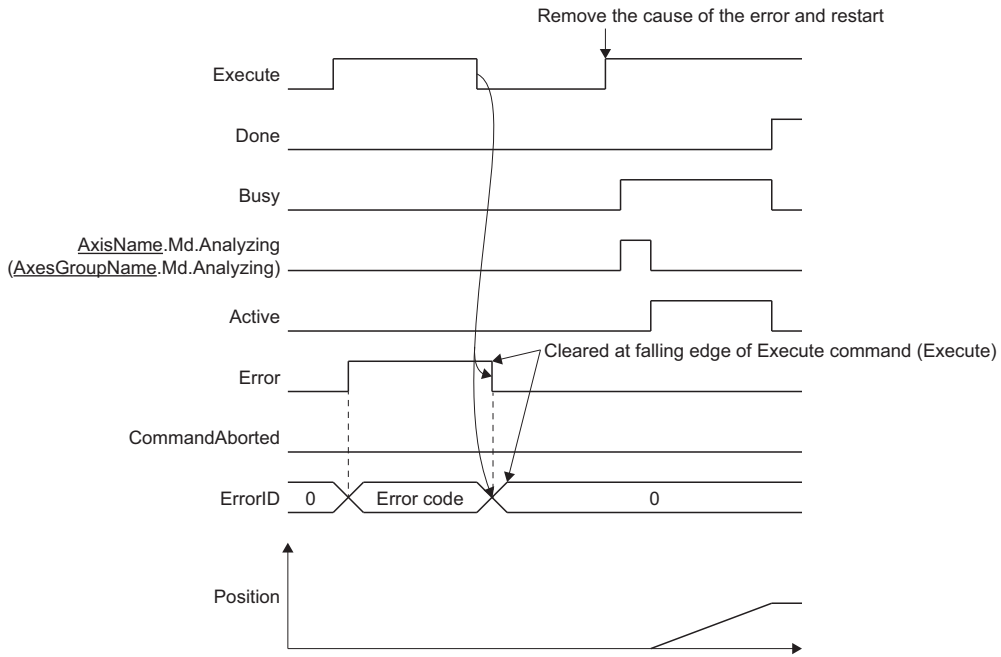 Remove the cause of the error and restart
Execute
Done
Busy
AxisName.Md.Analyzing
(AxesGroupName.Md.Analyzing)
Active
Cleared at falling edge of Execute command (Execute)
Error
CommandAborted
ErrorID 0 Error code 0
Position